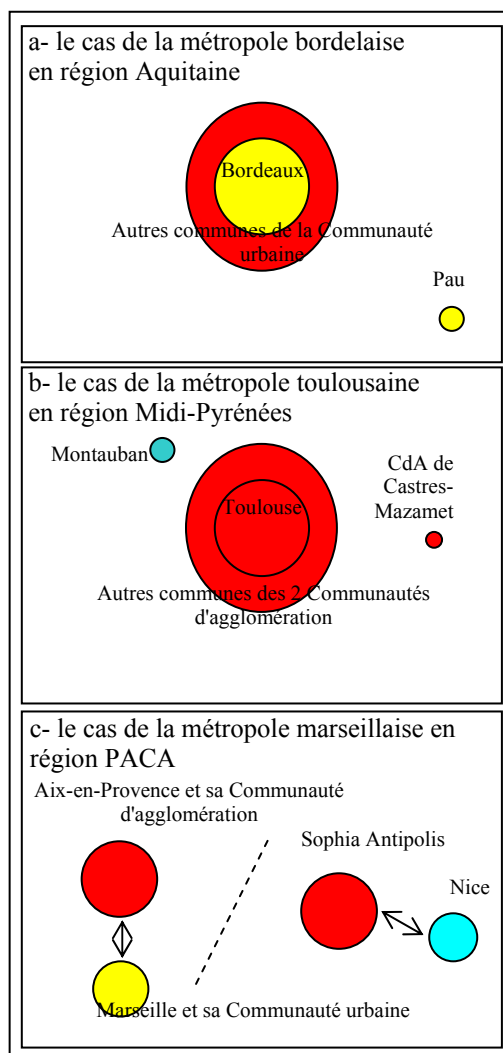 a- le cas de la métropole bordelaise
en région Aquitaine
Bordeaux
Autres communes de la Communauté
urbaine
Pau
b- le cas de la métropole toulousaine
en région Midi-Pyrénées
Montauban
CdA de
Castres-
Mazamet
Toulouse
Autres communes des 2 Communautés
d'agglomération
c- le cas de la métropole marseillaise en
région PACA
Aix-en-Provence et sa Communauté
d'agglomération
Sophia Antipolis
Nice
Marseille et sa Communauté urbaine